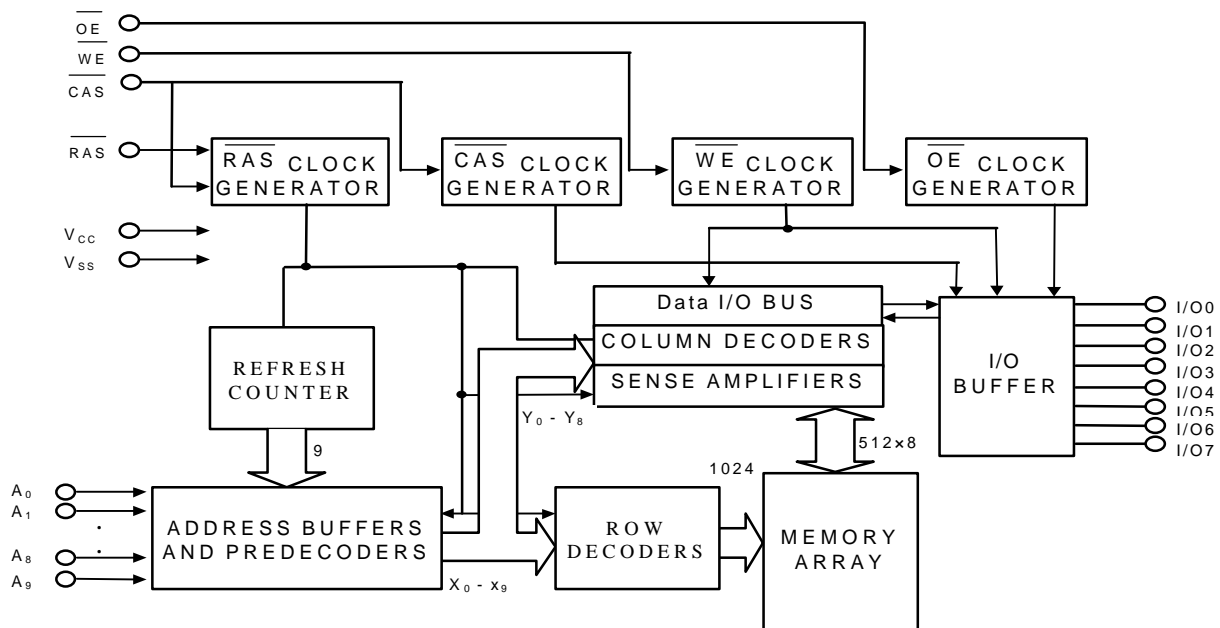 OE
WE
CAS
RAS
RAS CLOCK
GENERATOR
CAS CLOCK
GENERATOR
WE CLOCK
GENERATOR
OE CLOCK
GENERATOR
VCC
VSS
Data I/O BUS
COLUMN DECODERS
SENSE AMPLIFIERS
REFRESH
COUNTER
I/O
BUFFER
I/O0
I/O1
I/O2
I/O3
I/O4
I/O5
I/O6
I/O7
Y0 - Y8
9
512×8
1024
A0
A1
.
.
A8
A9
ADDRESS BUFFERS
AND PREDECODERS
ROW
DECODERS
MEMORY
ARRAY
X0 - x9